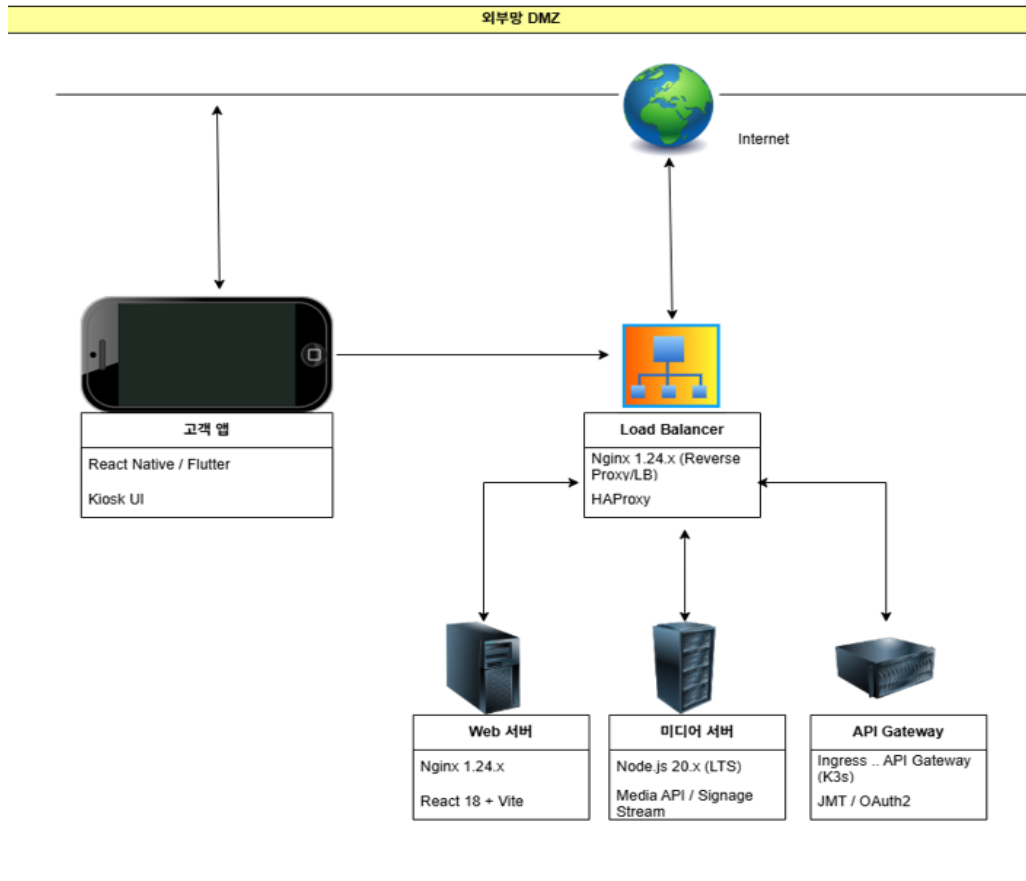 외부망 DMZ
Internet
고객 앱
React Native / Flutter
Kiosk UI
Load Balancer
Nginx 1.24.x (Reverse
Proxy/LB)
HAProxy
Web 서버
Nginx 1.24.x
React 18 + Vite
미디어 서버
Node.js 20.x (LTS)
Media API / Signage
Stream
API Gateway
Ingress .. API Gateway
(K3s)
JMT / OAuth2